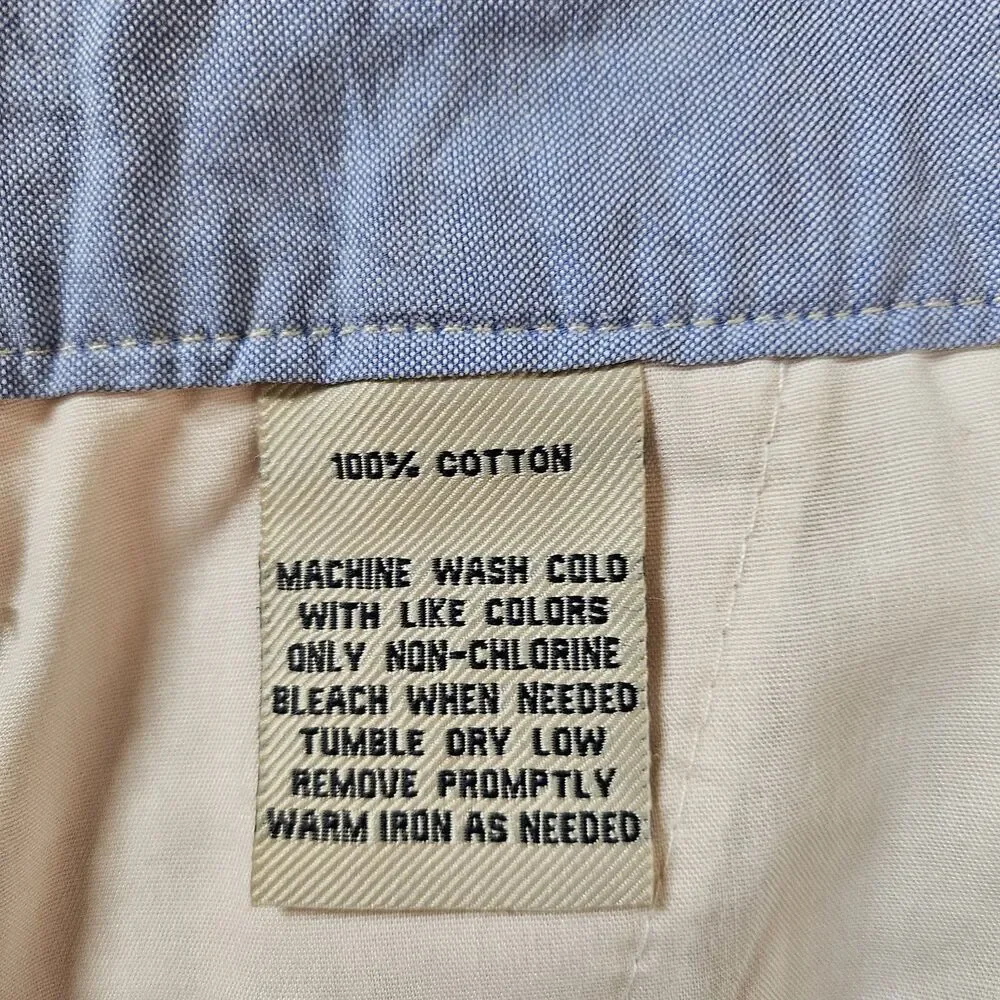 100% COTTON
MACHINE WASH COLD
WITH LIKE COLORS
ONLY NON-CHLORINE
BLEACH WHEN NEEDED
TUMBLE DRY LOW
REMOVE PROMPTLY
WARM IRON AS NEEDED